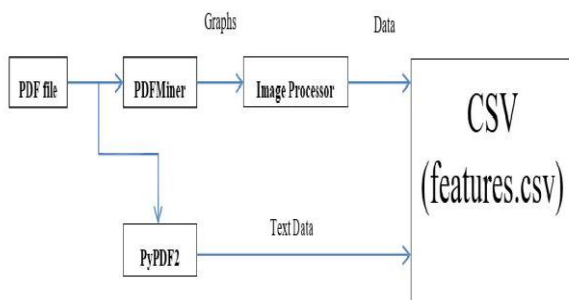 Graphs
Data
PDF file
PDFMiner
Image Processor
CSV
(features.csv)
PyPDF2
Text Data